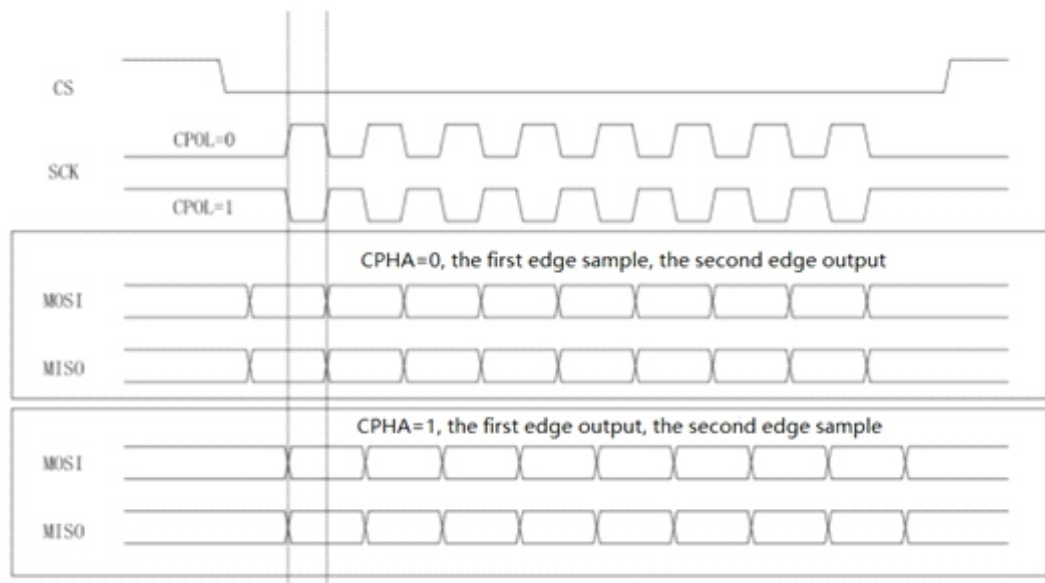 CS
CPOL=0
SCK
CPOL=1
CPHA=0, the first edge sample, the second edge output
MOSI
MISO
CPHA=1, the first edge output, the second edge sample
MOSI
MISO